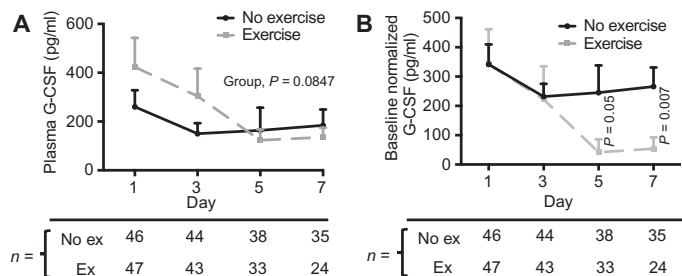 A
No exercise
Exercise
Plasma G-CSF (pg/ml)
600
400
200
0
Group, P = 0.0847
1 3 5 7
Day
n =
No ex 46 44 38 35
Ex 47 43 33 24
B
No exercise
Exercise
Baseline normalized
G-CSF (pg/ml)
500
400
300
200
100
0
P = 0.05
P = 0.007
1 3 5 7
Day
n =
No ex 46 44 38 35
Ex 47 43 33 24